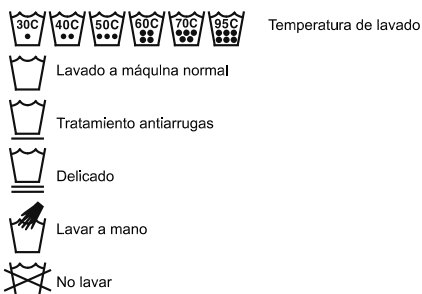 30C 40C 50C 60C 70C 95C Temperatura de lavado
Lavado a máqulna normal
Tratamiento antiarrugas
Delicado
Lavar a mano
No lavar